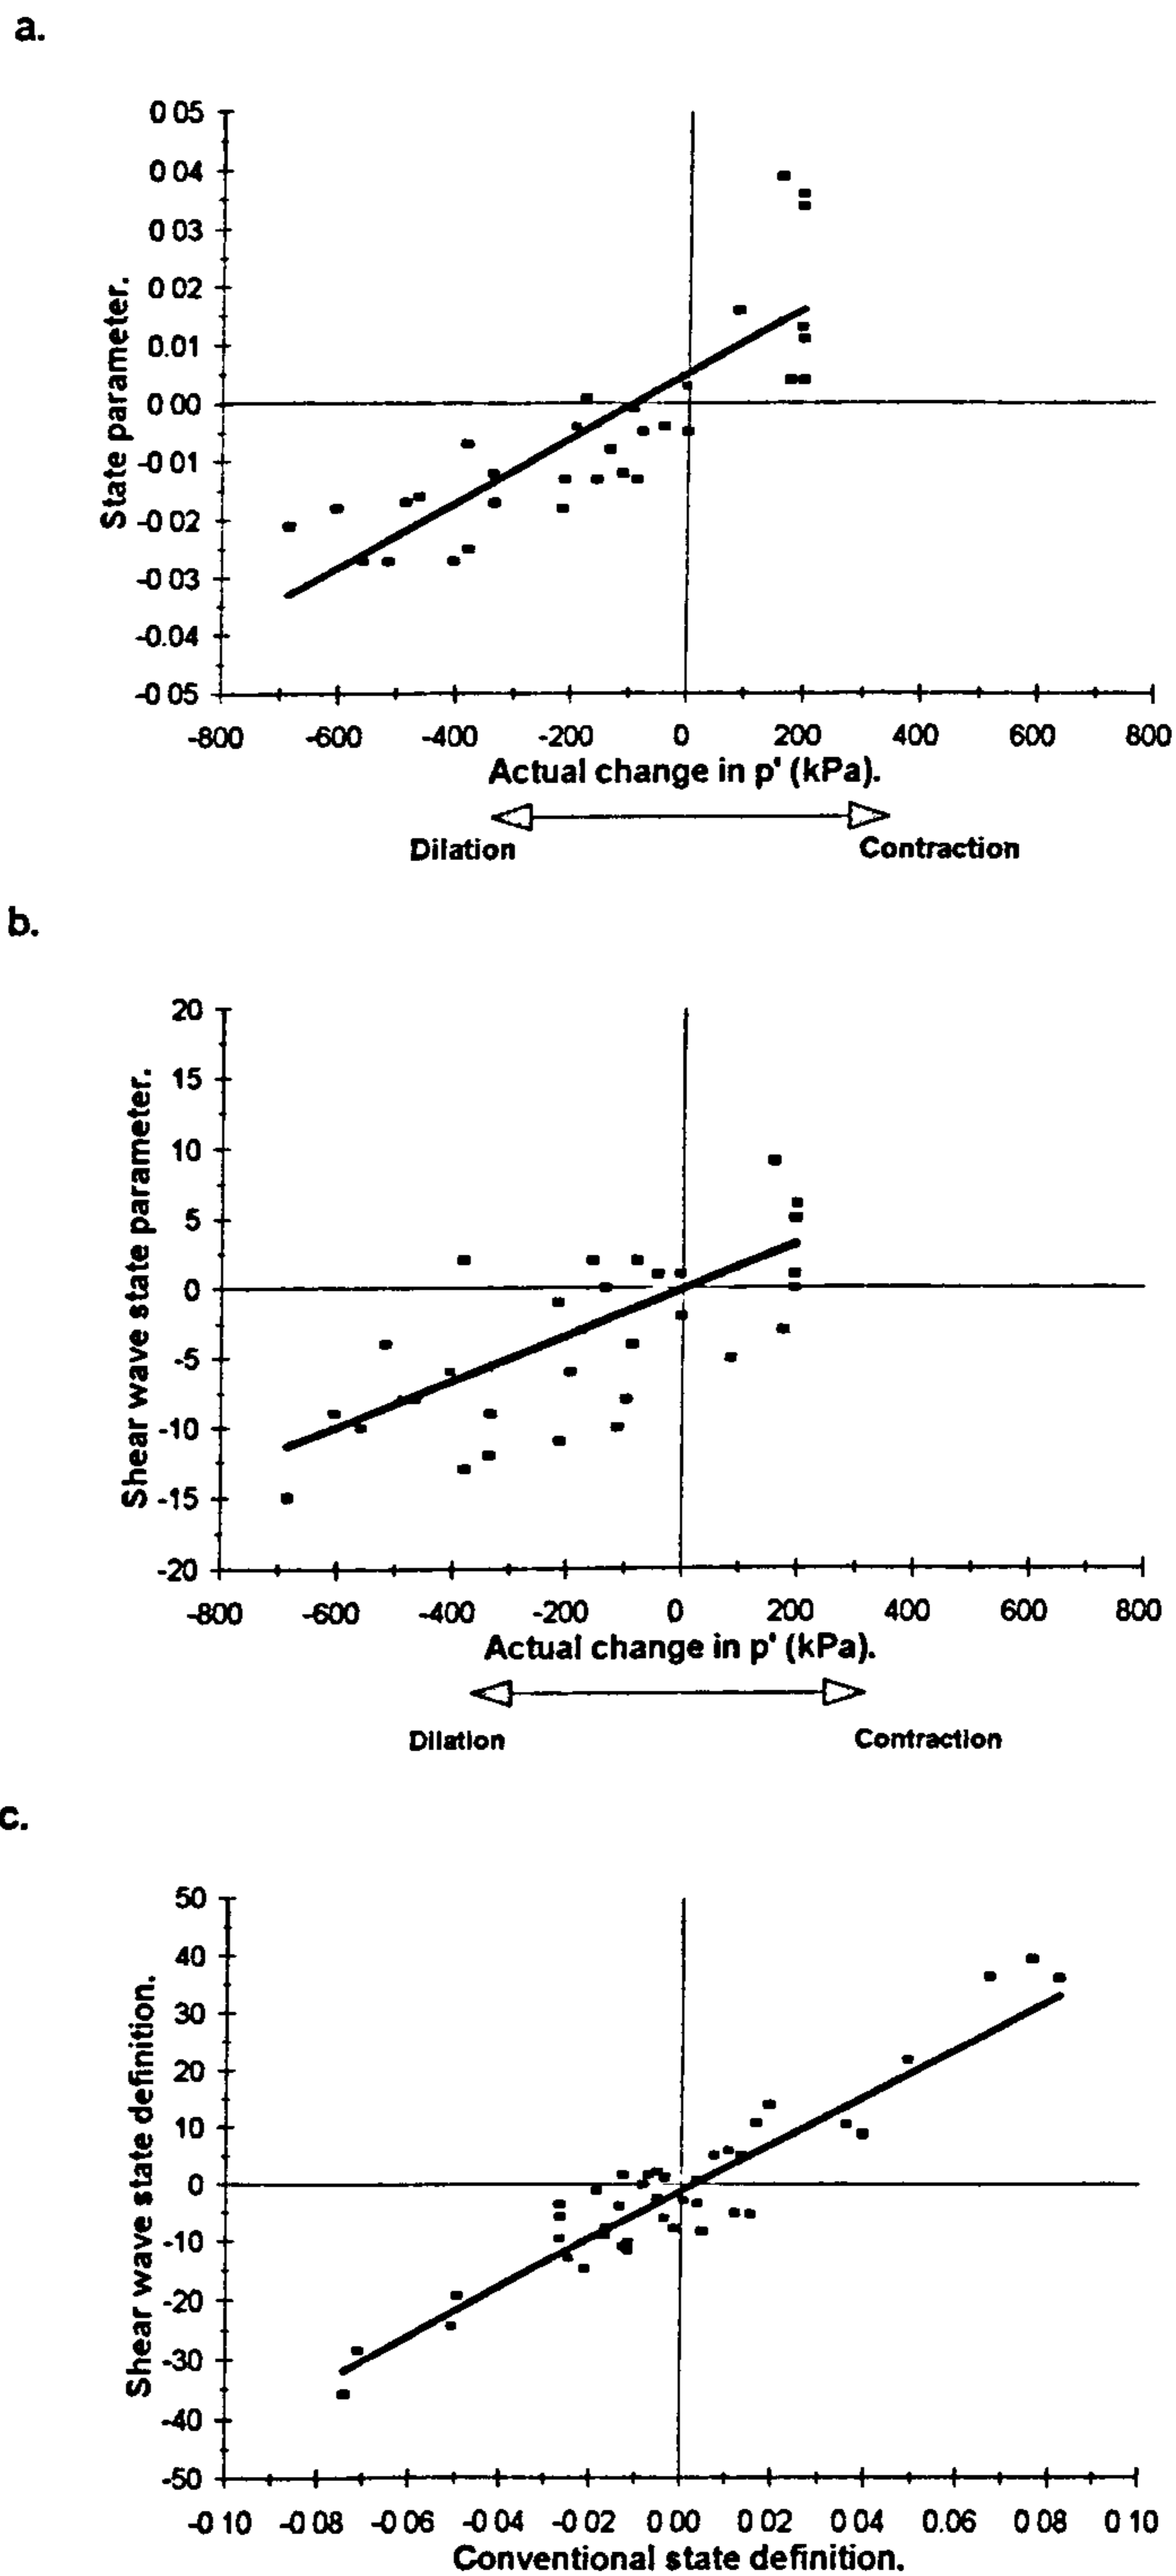 a.
0 05
0 04
0 03
0 02
0.01
0 00
-0 01
-0 02
-0 03
-0.04
-0 05
State parameter.
-800 -600 -400 -200 0 200 400 600 800
Actual change in p' (kPa).
Dilation Contraction
b.
20
15
10
5
0
-5
-10
-15
-20
Shear wave state parameter.
-800 -600 -400 -200 0 200 400 600 800
Actual change in p' (kPa).
Dilation Contraction
c.
50
40
30
20
10
0
-10
-20
-30
-40
-50
Shear wave state definition.
-0 10 -0 08 -0 06 -0.04 -0.02 0 00 0 02 0 04 0 06 0 08 0 10
Conventional state definition.